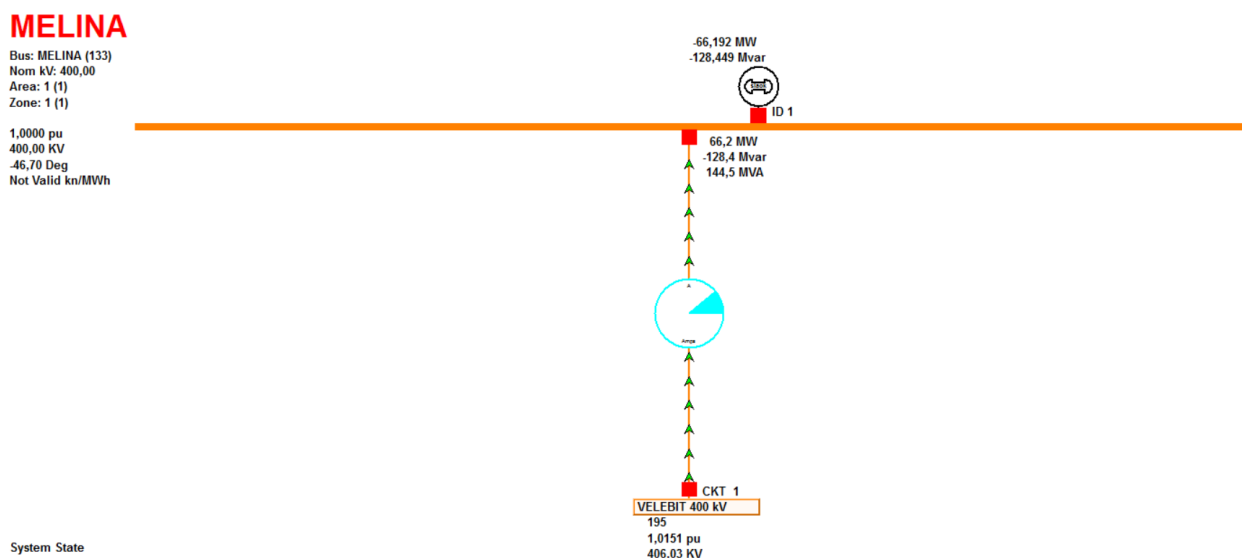 MELINA
Bus: MELINA (133)
Nom kV: 400,00
Area: 1 (1)
Zone: 1 (1)
1,0000 pu
400,00 KV
-46,70 Deg
Not Valid kn/MWh
-66,192 MW
-128,449 Mvar
ID 1
66,2 MW
-128,4 Mvar
144,5 MVA
A
Amps
CKT 1
VELEBIT 400 kV
195
1,0151 pu
406,03 KV
System State